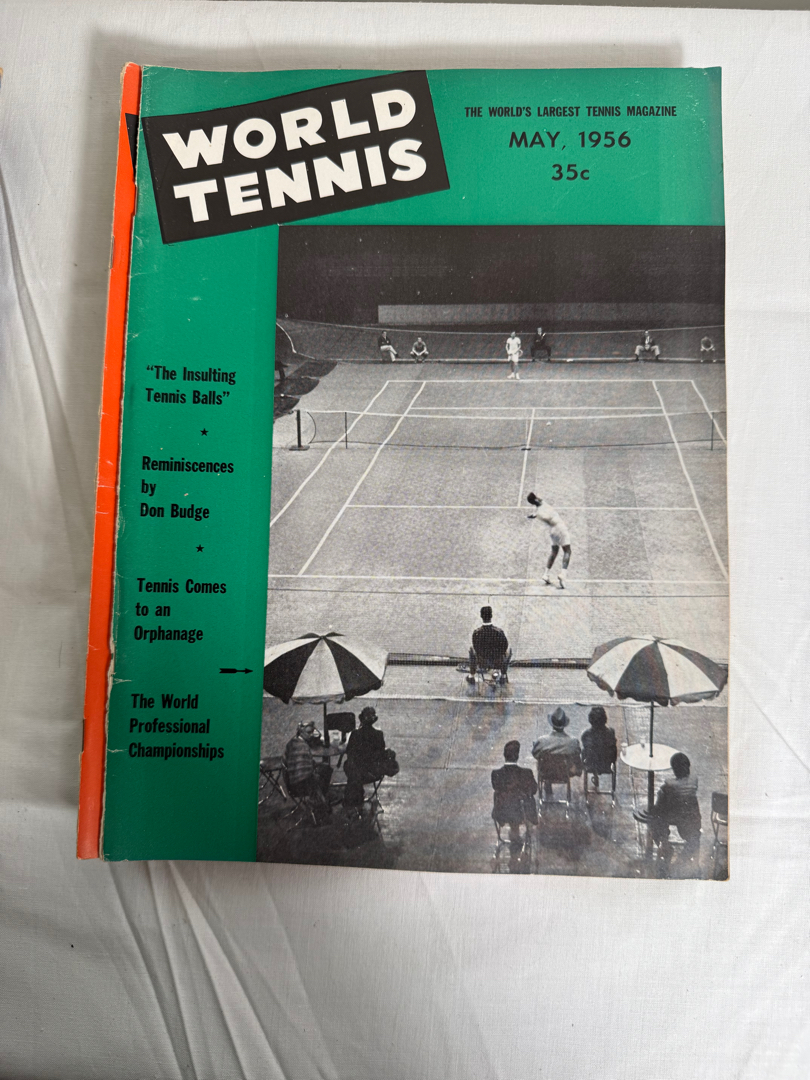 WORLD
TENNIS
THE WORLD'S LARGEST TENNIS MAGAZINE
MAY, 1956
35c
"The Insulting
Tennis Balls"
Reminiscences
by
Don Budge
Tennis Comes
to an
Orphanage
The World
Professional
Championships